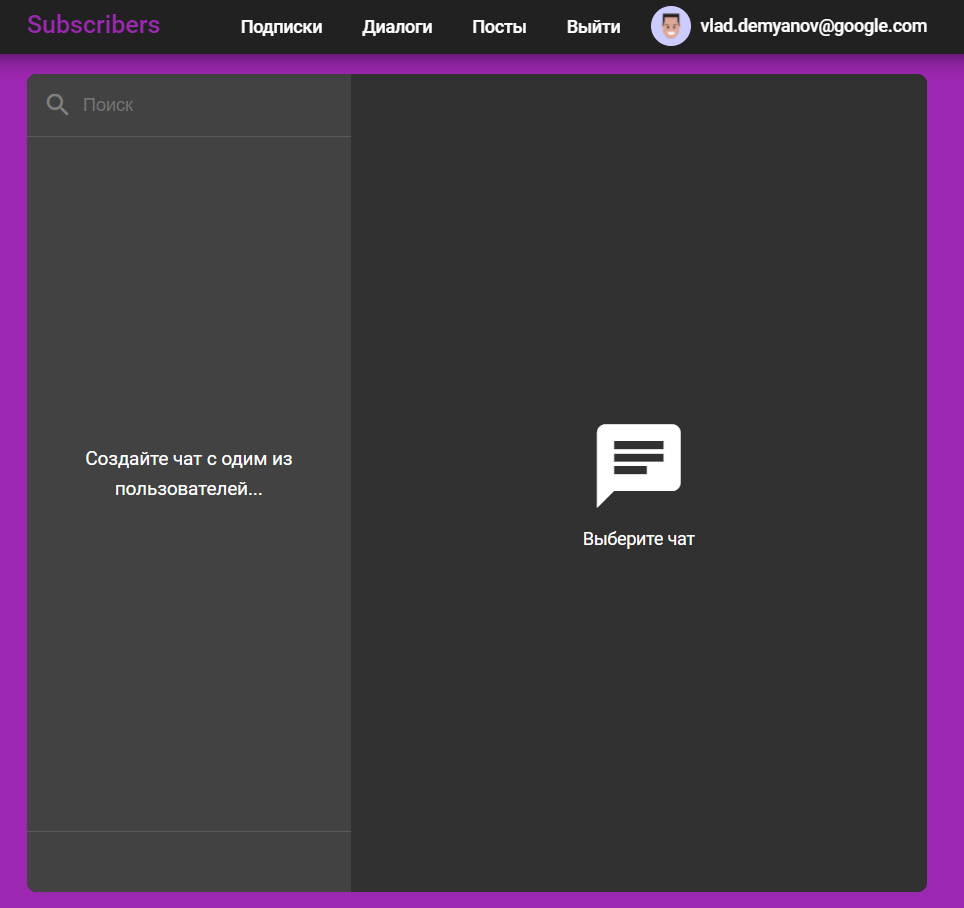 Subscribers
Подписки
Диалоги
Посты
Выйти
vlad.demyanov@google.com
Поиск
Создайте чат с одим из
пользователей...
Выберите чат